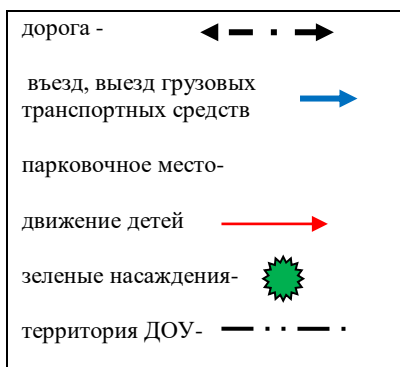 дорога -
въезд, выезд грузовых
транспортных средств
парковочное место-
движение детей
зеленые насаждения-
территория ДОУ-